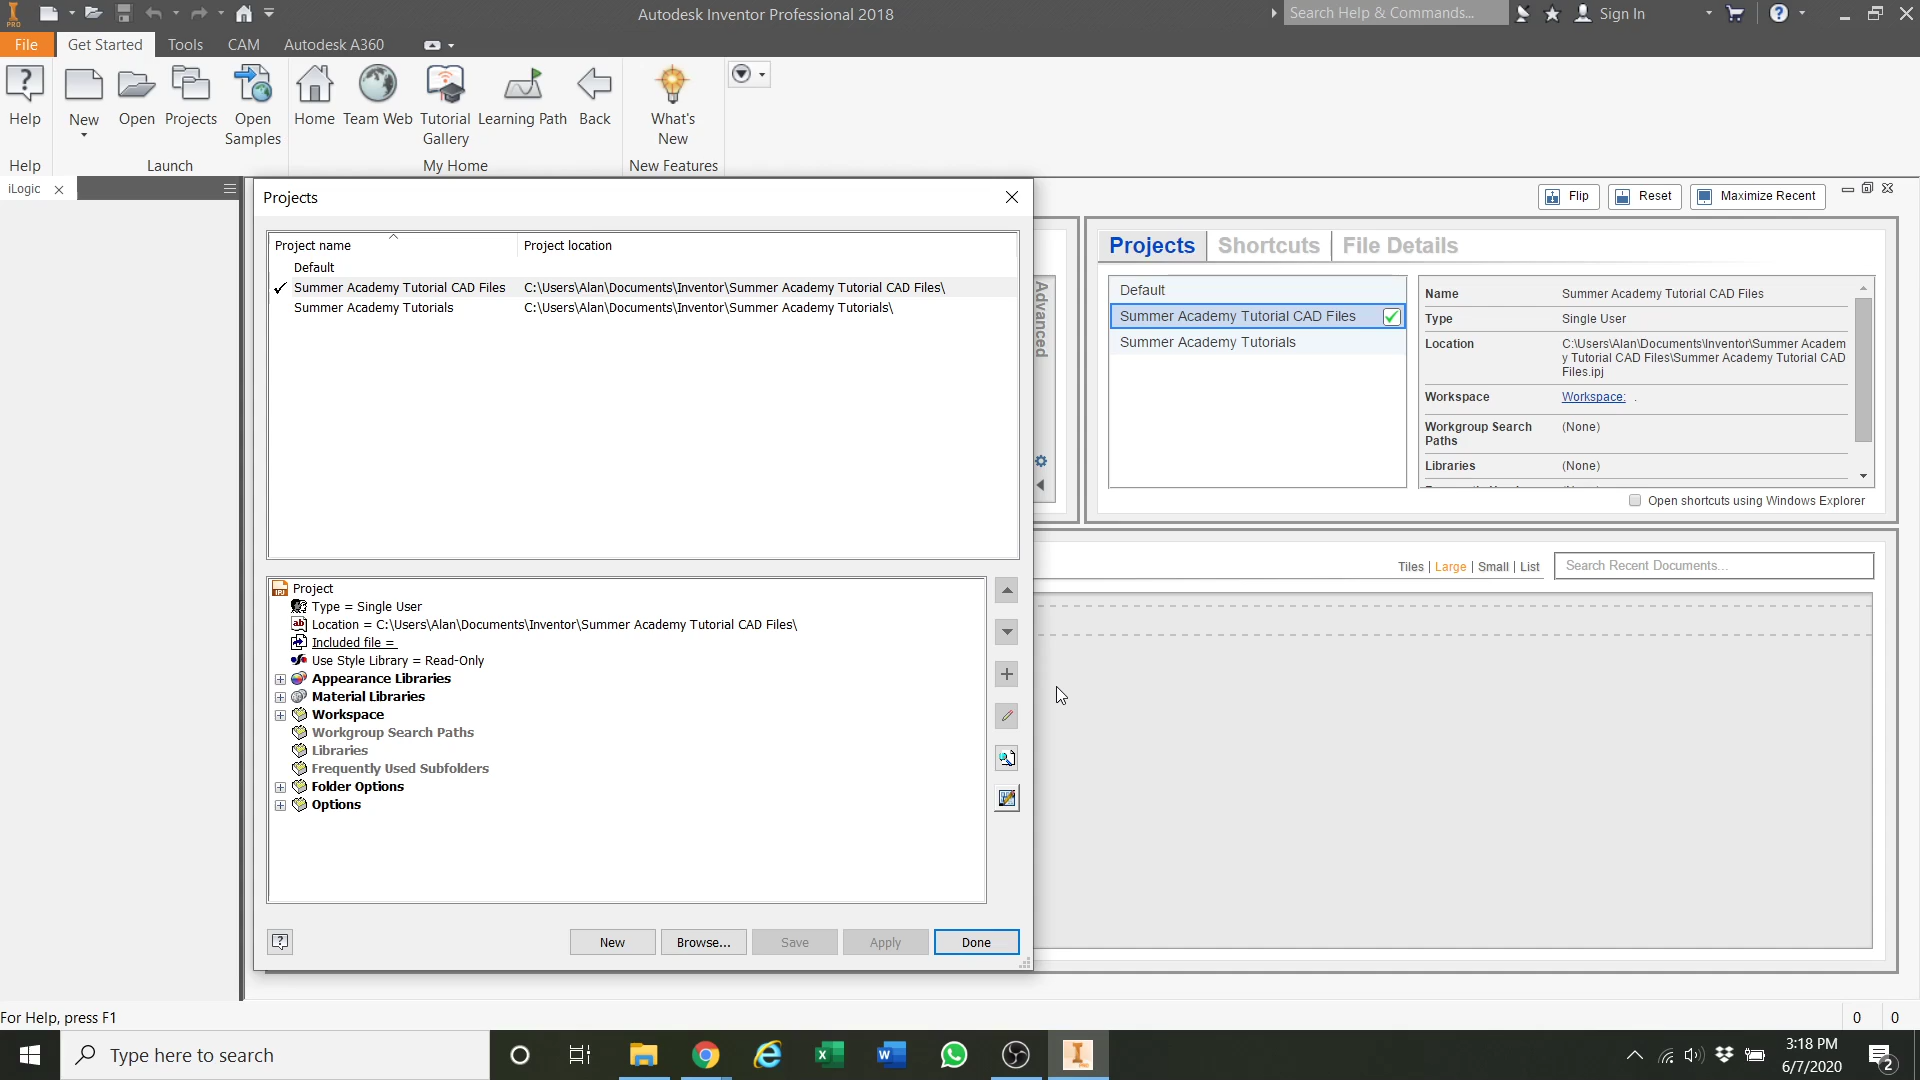 PRO
Autodesk Inventor Professional 2018
Search Help & Commands...
Sign In
File
Get Started
Tools
CAM
Autodesk A360
Help
New
Open
Projects
Open
Samples
Home
Team Web
Tutorial
Gallery
Learning Path
Back
What's
New
Help
Launch
My Home
New Features
iLogic
Projects
Project name
Project location
Default
Summer Academy Tutorial CAD Files
C:\Users\Alan\Documents\Inventor\Summer Academy Tutorial CAD Files\
Summer Academy Tutorials
C:\Users\Alan\Documents\Inventor\Summer Academy Tutorials\
Project
Type = Single User
Location = C:\Users\Alan\Documents\Inventor\Summer Academy Tutorial CAD Files\
Included file =
Use Style Library = Read-Only
Appearance Libraries
Material Libraries
Workspace
Workgroup Search Paths
Libraries
Frequently Used Subfolders
Folder Options
Options
New
Browse...
Save
Apply
Done
Advanced
Flip
Reset
Maximize Recent
Projects
Shortcuts
File Details
Default
Summer Academy Tutorial CAD Files
Summer Academy Tutorials
Name
Summer Academy Tutorial CAD Files
Type
Single User
Location
C:\Users\Alan\Documents\Inventor\Summer Academ
y Tutorial CAD Files\Summer Academy Tutorial CAD
Files.ipj
Workspace
Workspace: .
Workgroup Search
Paths
(None)
Libraries
(None)
Open shortcuts using Windows Explorer
Tiles | Large | Small | List
Search Recent Documents...
For Help, press F1
0
0
Type here to search
3:18 PM
6/7/2020
2